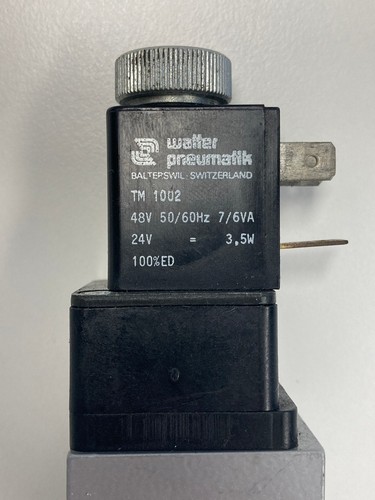 walter
pneumatik
BALTERSWIL · SWITZERLAND
TM 1002
48V 50/60Hz 7/6VA
24V = 3,5W
100%ED